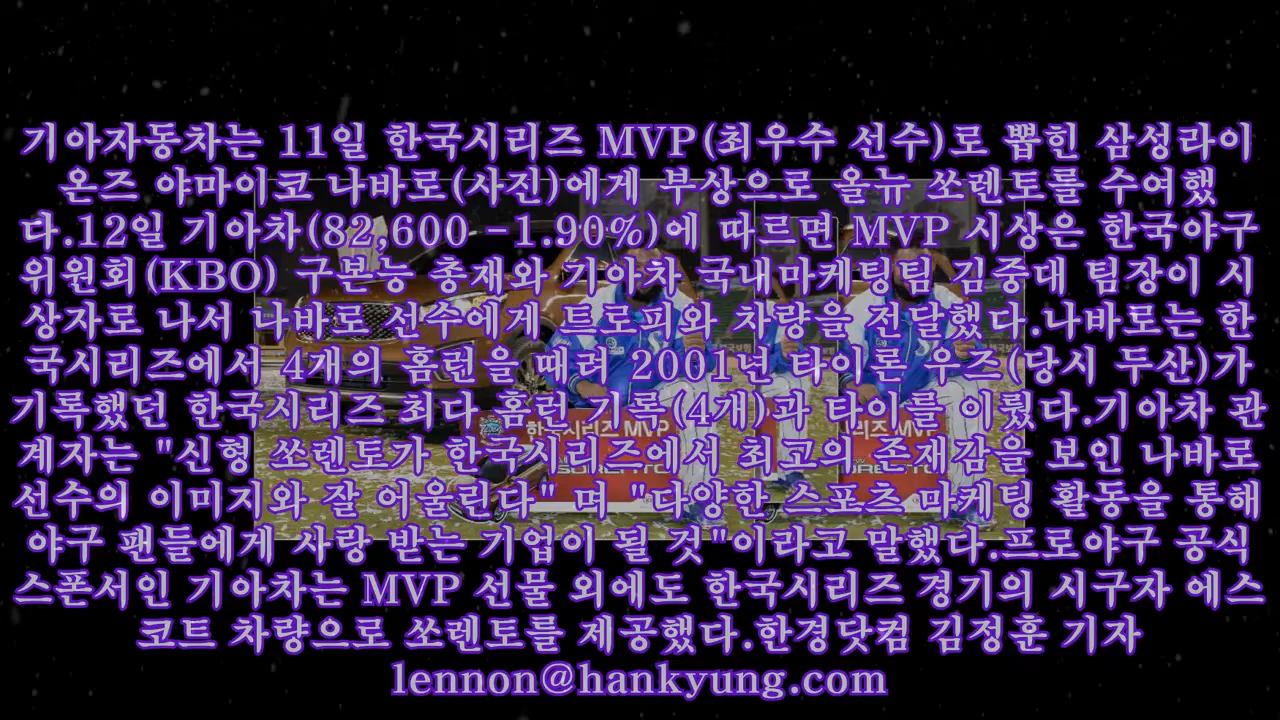 기아자동차는 11일 한국시리즈 MVP(최우수 선수)로 뽑힌 삼성라이
온즈 야마이코 나바로(사진)에게 부상으로 올뉴 쏘렌토를 수여했
다.12일 기아차(82,600 -1.90%)에 따르면 MVP 시상은 한국야구
위원회(KBO) 구본능 총재와 기아차 국내마케팅팀 김중대 팀장이 시
상자로 나서 나바로 선수에게 트로피와 차량을 전달했다.나바로는 한
국시리즈에서 4개의 홈런을 때려 2001년 타이론 우즈(당시 두산)가
기록했던 한국시리즈 최다 홈런 기록(4개)과 타이를 이뤘다.기아차 관
계자는 "신형 쏘렌토가 한국시리즈에서 최고의 존재감을 보인 나바로
선수의 이미지와 잘 어울린다" 며 "다양한 스포츠 마케팅 활동을 통해
야구 팬들에게 사랑 받는 기업이 될 것"이라고 말했다.프로야구 공식
스폰서인 기아차는 MVP 선물 외에도 한국시리즈 경기의 시구자 에스
코트 차량으로 쏘렌토를 제공했다.한경닷컴 김정훈 기자
lennon@hankyung.com
한국시리즈 MVP